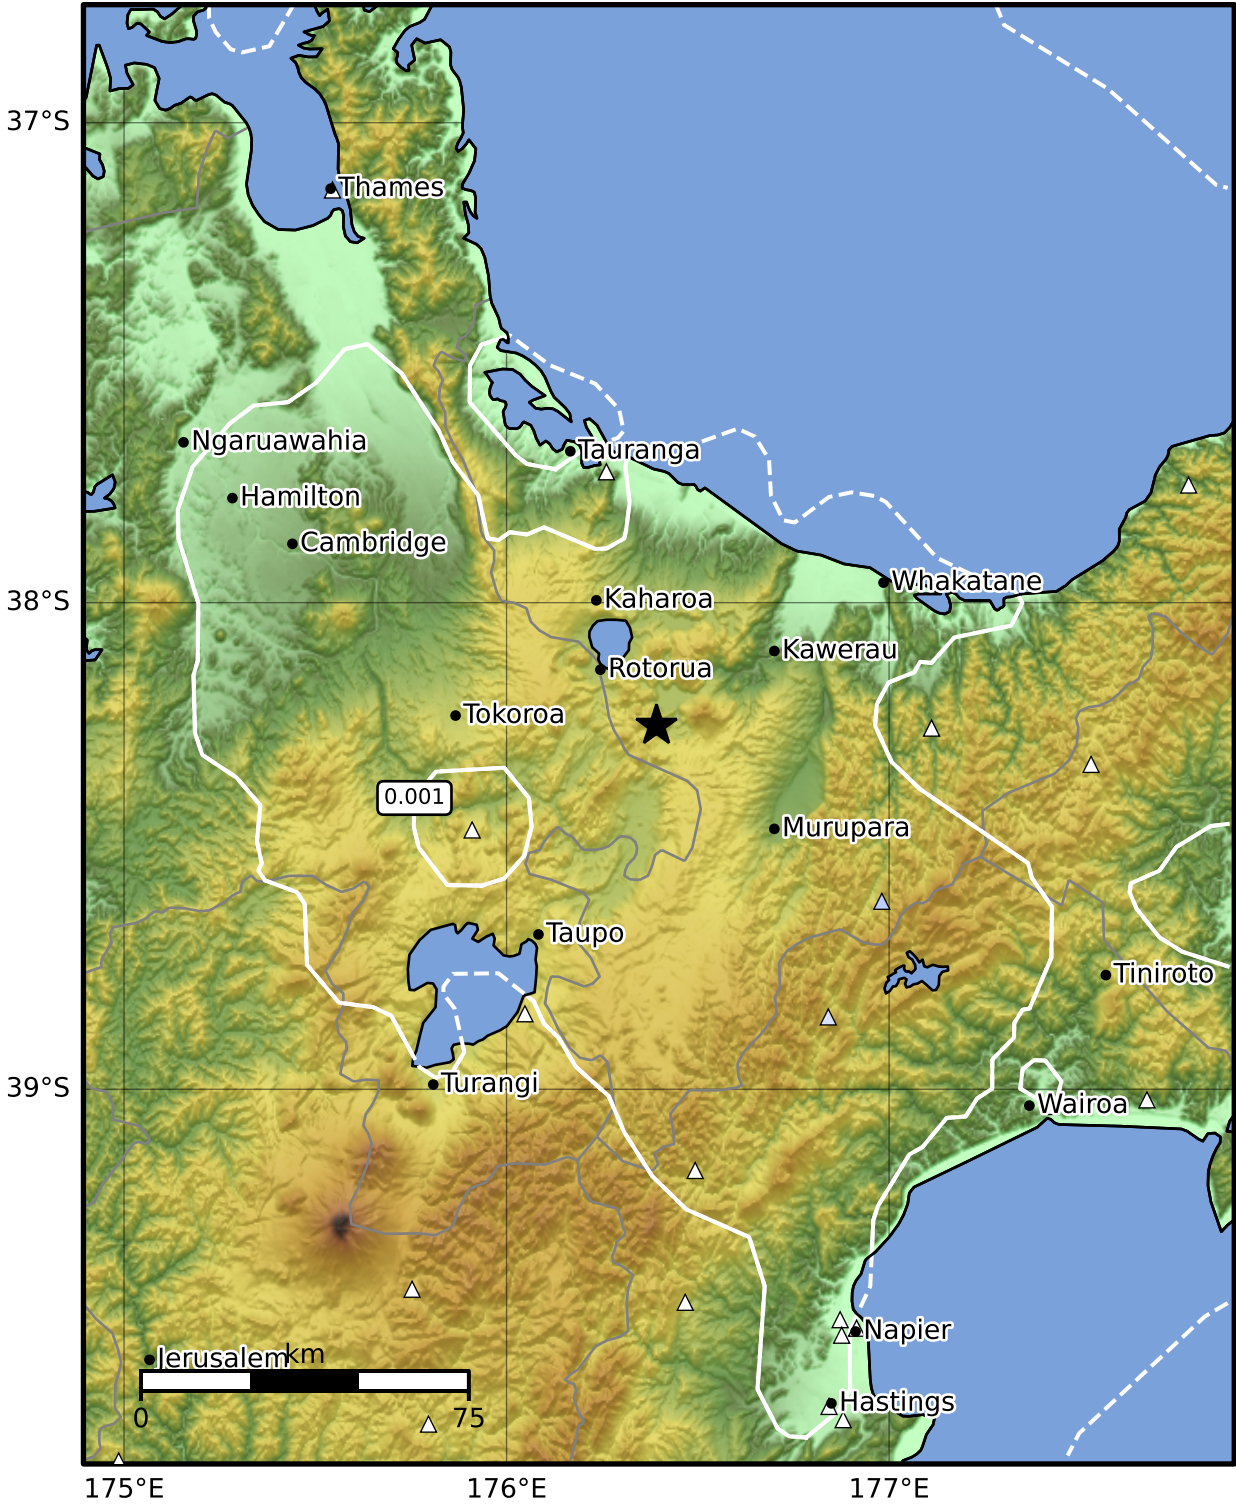 37°S
Thames
Ngaruawahia
Tauranga
Hamilton
Cambridge
Whakatane
38°S
Kaharoa
Kawerau
Rotorua
Tokoroa
0.001
Murupara
Taupo
Tiniroto
39°S
Turangi
Wairoa
Napier
Jerusalem
km
Hastings
0
75
175°E
176°E
177°E